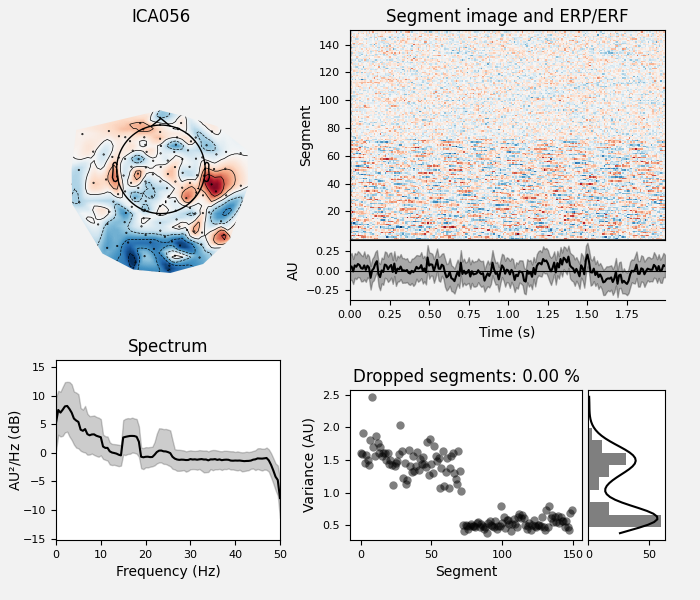 ICA056
Segment image and ERP/ERF
Segment
140
120
100
80
60
40
20
AU
0.25
0.00
−0.25
0.00 0.25 0.50 0.75 1.00 1.25 1.50 1.75
Time (s)
Spectrum
AU²/Hz (dB)
15
10
5
0
−5
−10
−15
0 10 20 30 40 50
Frequency (Hz)
Dropped segments: 0.00 %
Variance (AU)
2.5
2.0
1.5
1.0
0.5
0 50 100 150
Segment
0 50